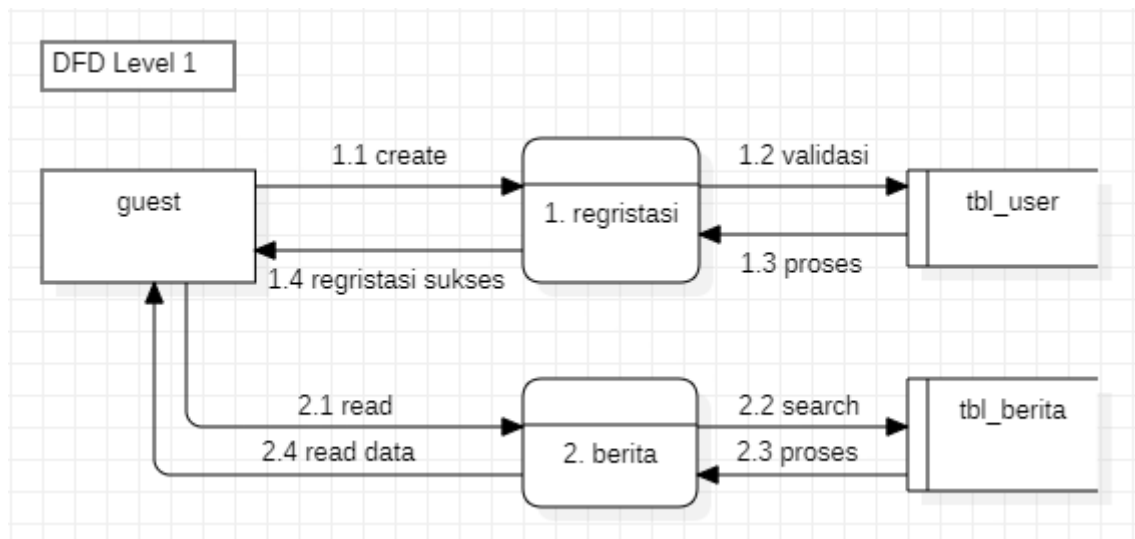 DFD Level 1
guest
1.1 create
1. regristasi
1.2 validasi
tbl_user
1.3 proses
1.4 regristasi sukses
2.1 read
2.4 read data
2. berita
2.2 search
2.3 proses
tbl_berita